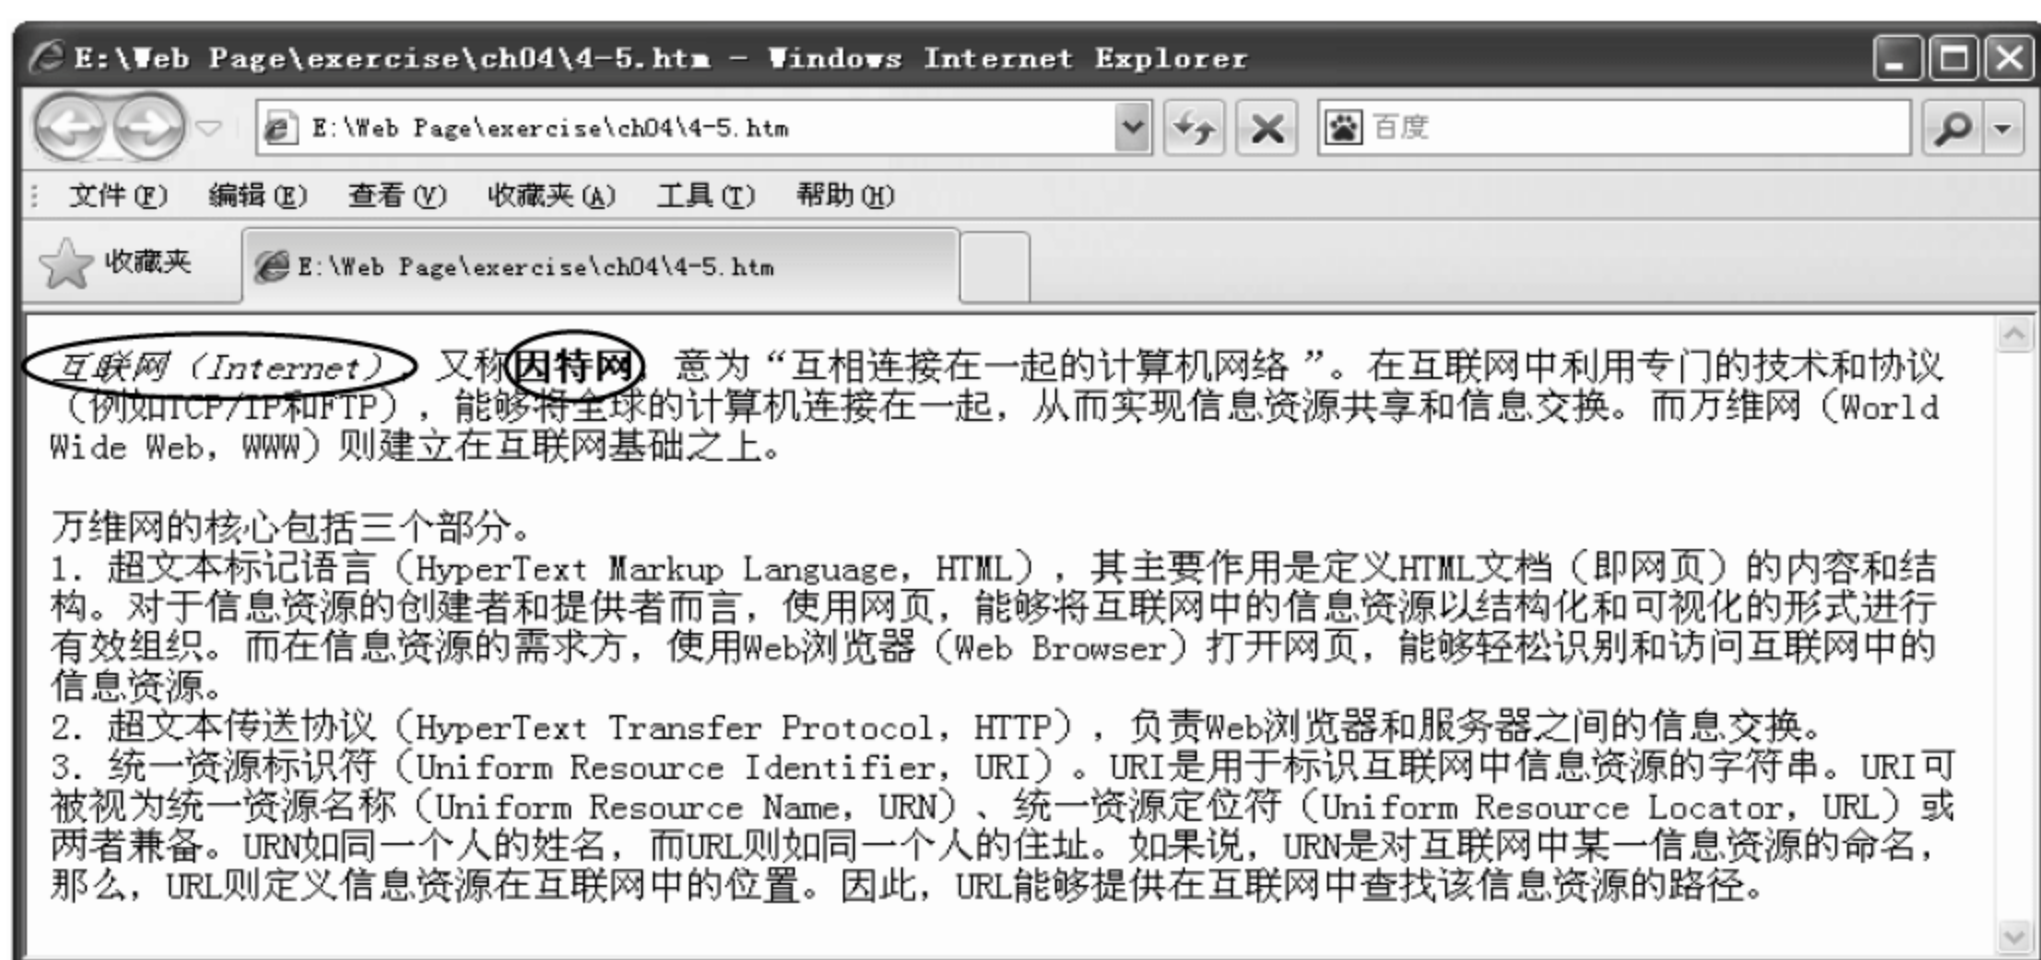 E:\Web Page\exercise\ch04\4-5.htm - Windows Internet Explorer
E:\Web Page\exercise\ch04\4-5.htm
百度
文件(F) 编辑(E) 查看(V) 收藏夹(A) 工具(T) 帮助(H)
收藏夹
E:\Web Page\exercise\ch04\4-5.htm
互联网（Internet） 又称因特网，意为“互相连接在一起的计算机网络 ”。在互联网中利用专门的技术和协议
（例如TCP/IP和FTP），能够将全球的计算机连接在一起，从而实现信息资源共享和信息交换。而万维网（World
Wide Web，WWW）则建立在互联网基础之上。
万维网的核心包括三个部分。
1. 超文本标记语言（HyperText Markup Language，HTML），其主要作用是定义HTML文档（即网页）的内容和结
构。对于信息资源的创建者和提供者而言，使用网页，能够将互联网中的信息资源以结构化和可视化的形式进行
有效组织。而在信息资源的需求方，使用Web浏览器（Web Browser）打开网页，能够轻松识别和访问互联网中的
信息资源。
2. 超文本传送协议（HyperText Transfer Protocol，HTTP），负责Web浏览器和服务器之间的信息交换。
3. 统一资源标识符（Uniform Resource Identifier，URI）。URI是用于标识互联网中信息资源的字符串。URI可
被视为统一资源名称（Uniform Resource Name，URN）、统一资源定位符（Uniform Resource Locator，URL）或
两者兼备。URN如同一个人的姓名，而URL则如同一个人的住址。如果说，URN是对互联网中某一信息资源的命名，
那么，URL则定义信息资源在互联网中的位置。因此，URL能够提供在互联网中查找该信息资源的路径。